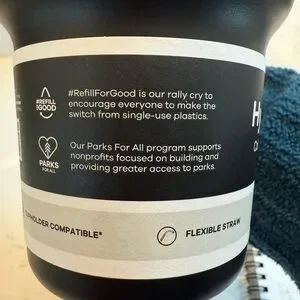 #REFILL
FOR
GOOD
#RefillForGood is our rally cry to
encourage everyone to make the
switch from single-use plastics.
PARKS
FOR ALL
Our Parks For All program supports
nonprofits focused on building and
providing greater access to parks.
COMPATIBLE*
FLEXIBLE STRAW